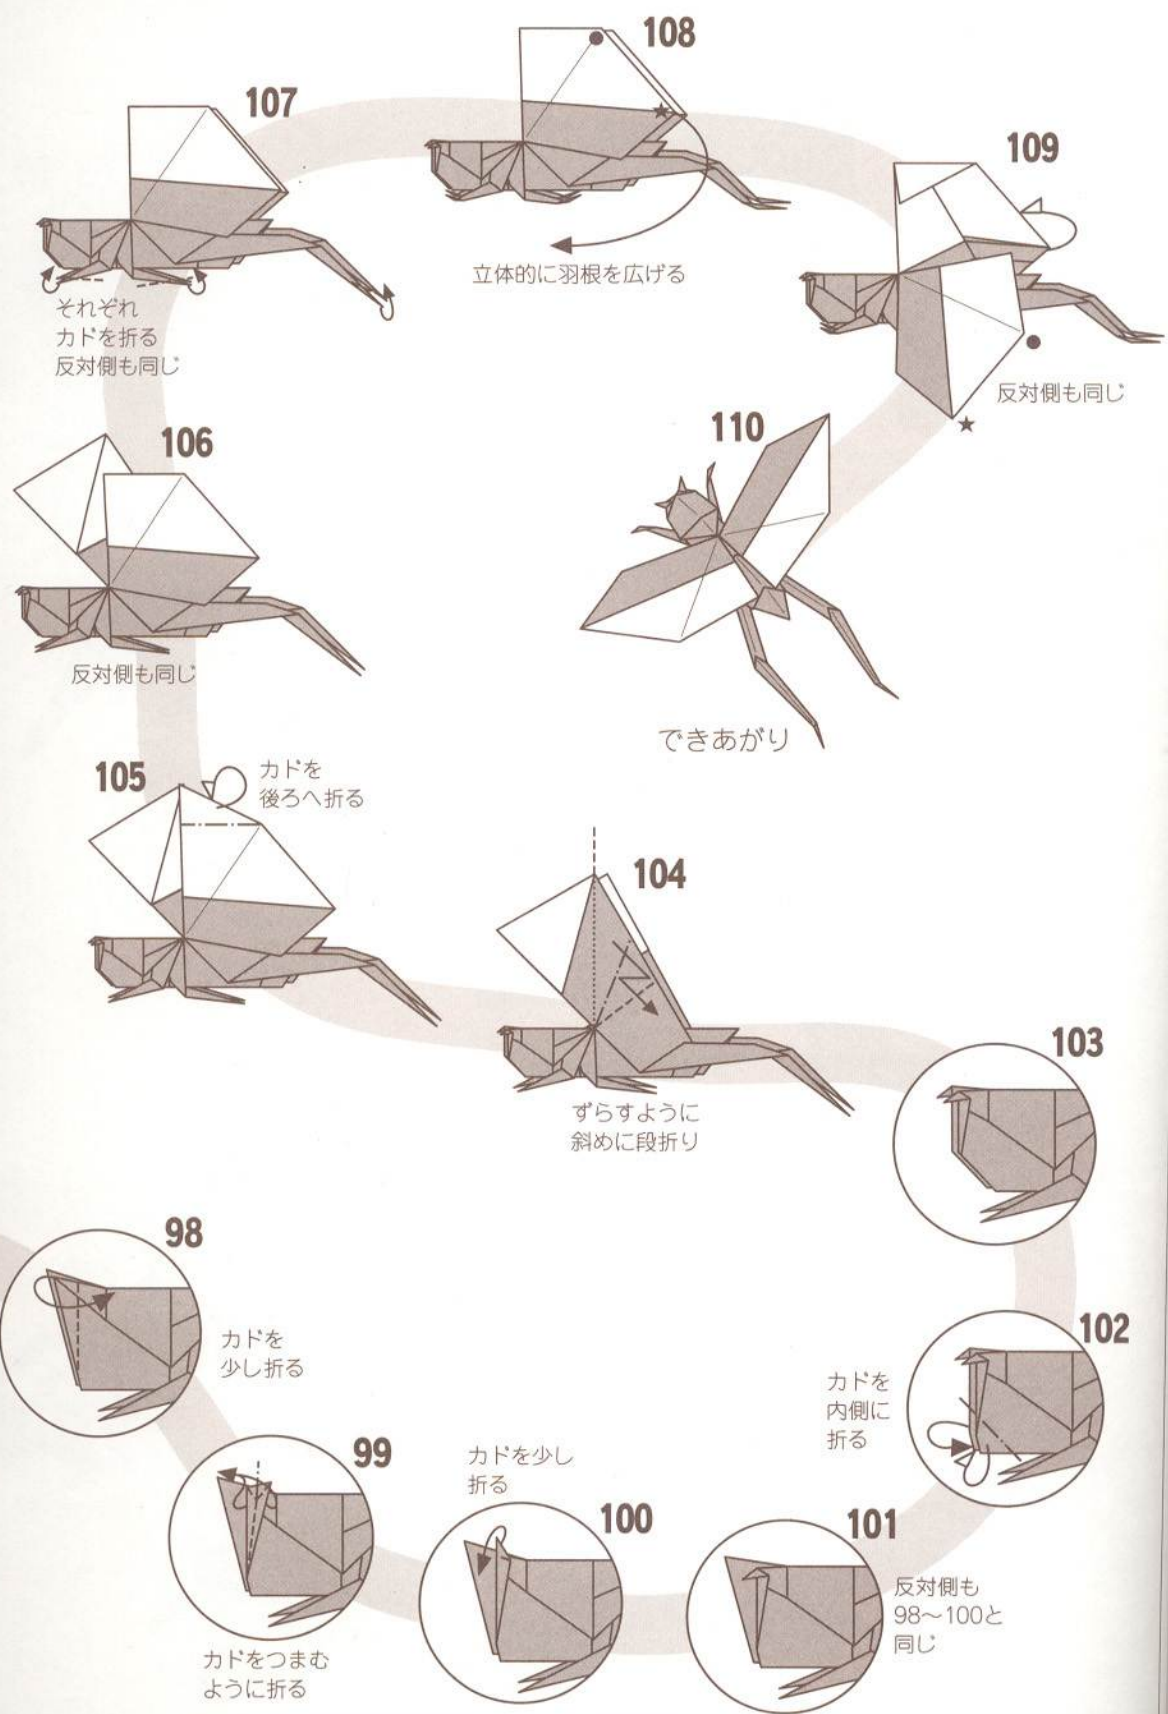 98
カドを
少し折る
99
カドをつまむ
ように折る
100
カドを少し
折る
101
反対側も
98〜100と
同じ
102
カドを
内側に
折る
103
104
ずらすように
斜めに段折り
105
カドを
後ろへ折る
106
反対側も同じ
107
それぞれ
カドを折る
反対側も同じ
108
立体的に羽根を広げる
109
反対側も同じ
110
できあがり